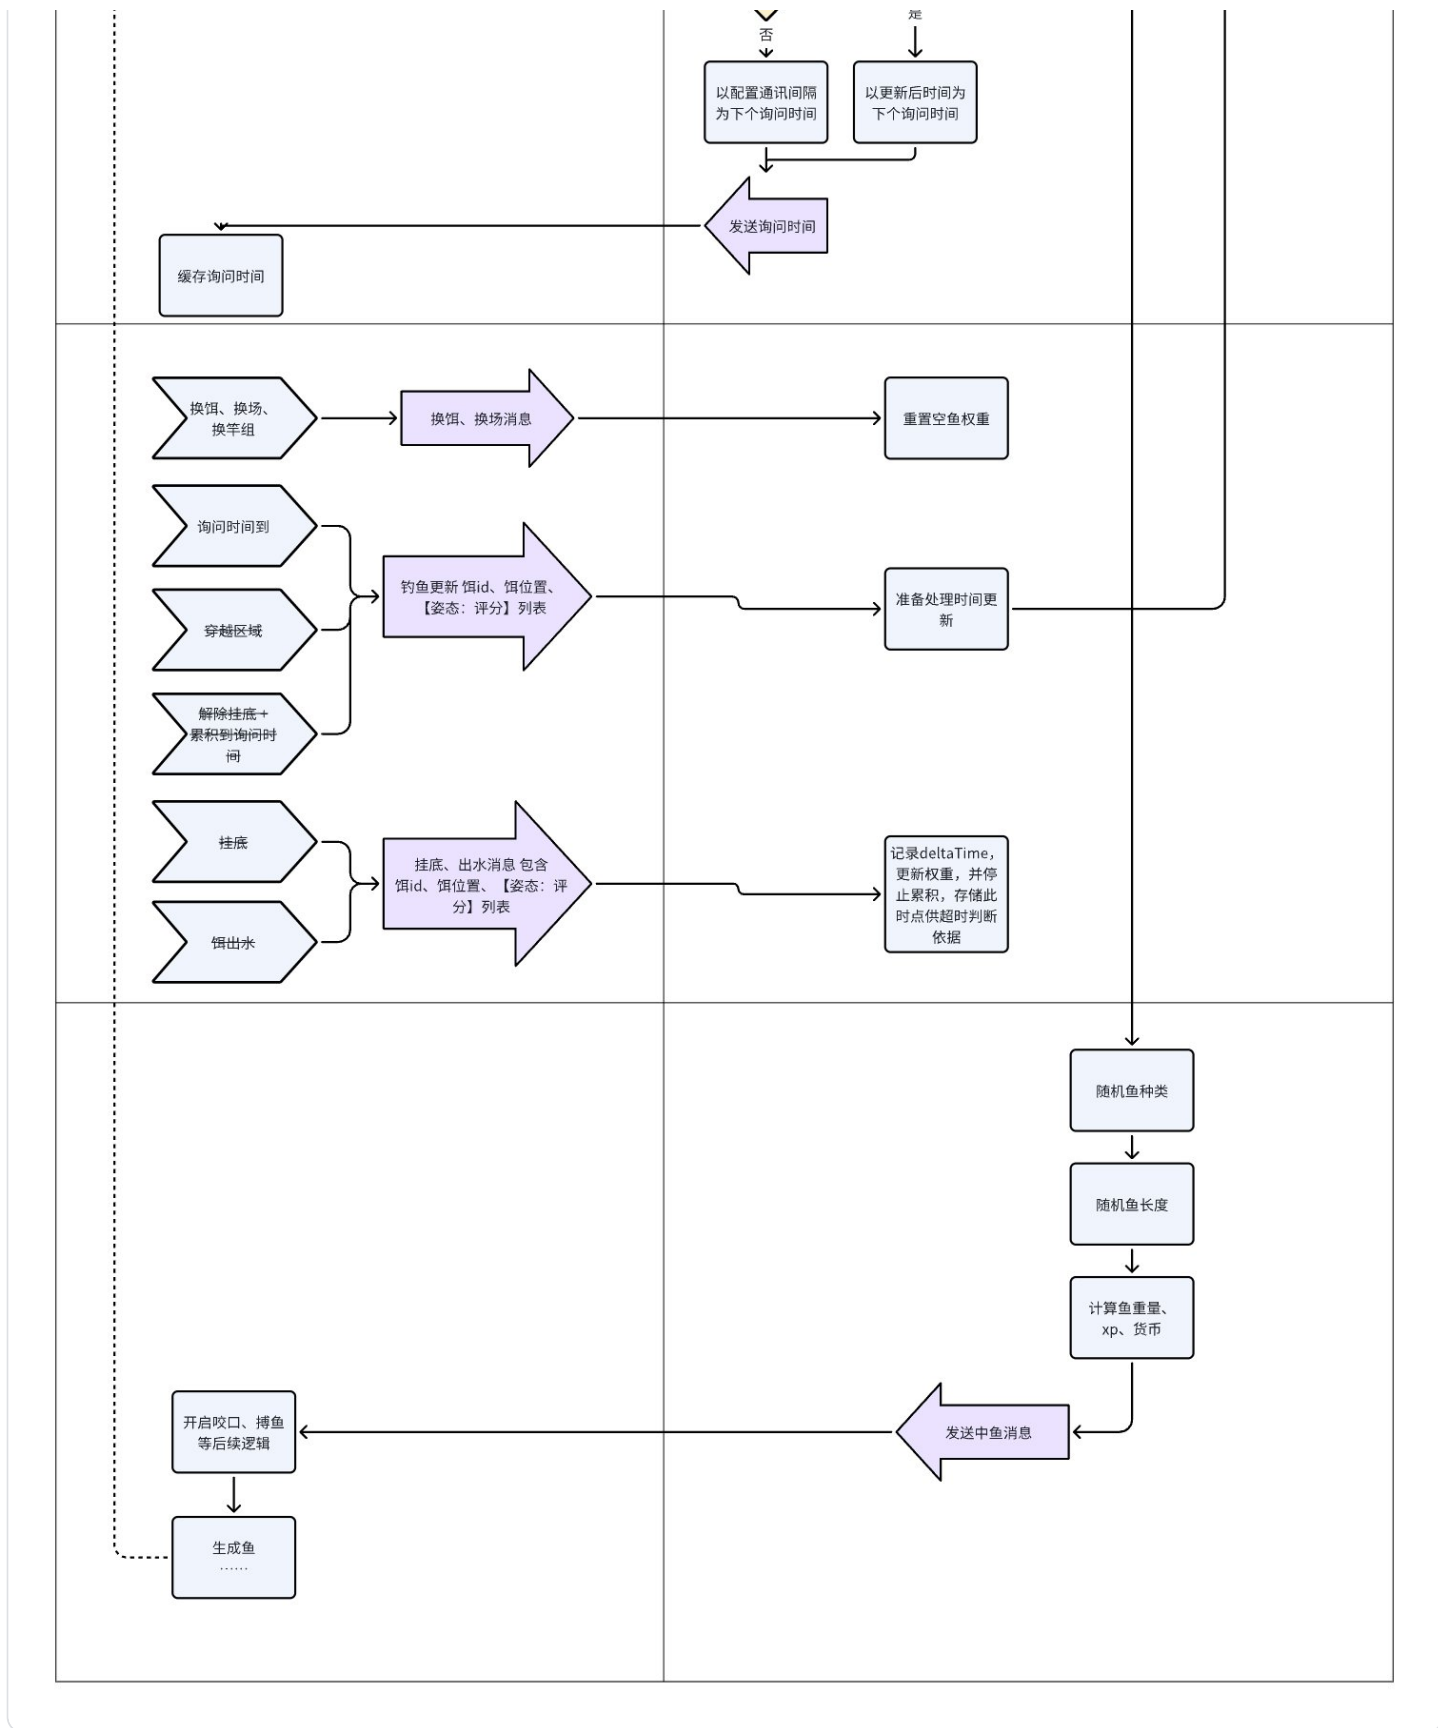 是
否
以配置通讯间隔
为下个询问时间
以更新后时间为
下个询问时间
发送询问时间
缓存询问时间
换饵、换场、
换竿组
换饵、换场消息
重置空鱼权重
询问时间到
钓鱼更新 饵id、饵位置、
【姿态：评分】列表
准备处理时间更
新
穿越区域
解除挂底+
累积到询问时
间
挂底
挂底、出水消息 包含
饵id、饵位置、【姿态：评
分】列表
记录deltaTime，
更新权重，并停
止累积，存储此
时点供超时判断
依据
饵出水
随机鱼种类
随机鱼长度
计算鱼重量、
xp、货币
发送中鱼消息
开启咬口、搏鱼
等后续逻辑
生成鱼
……